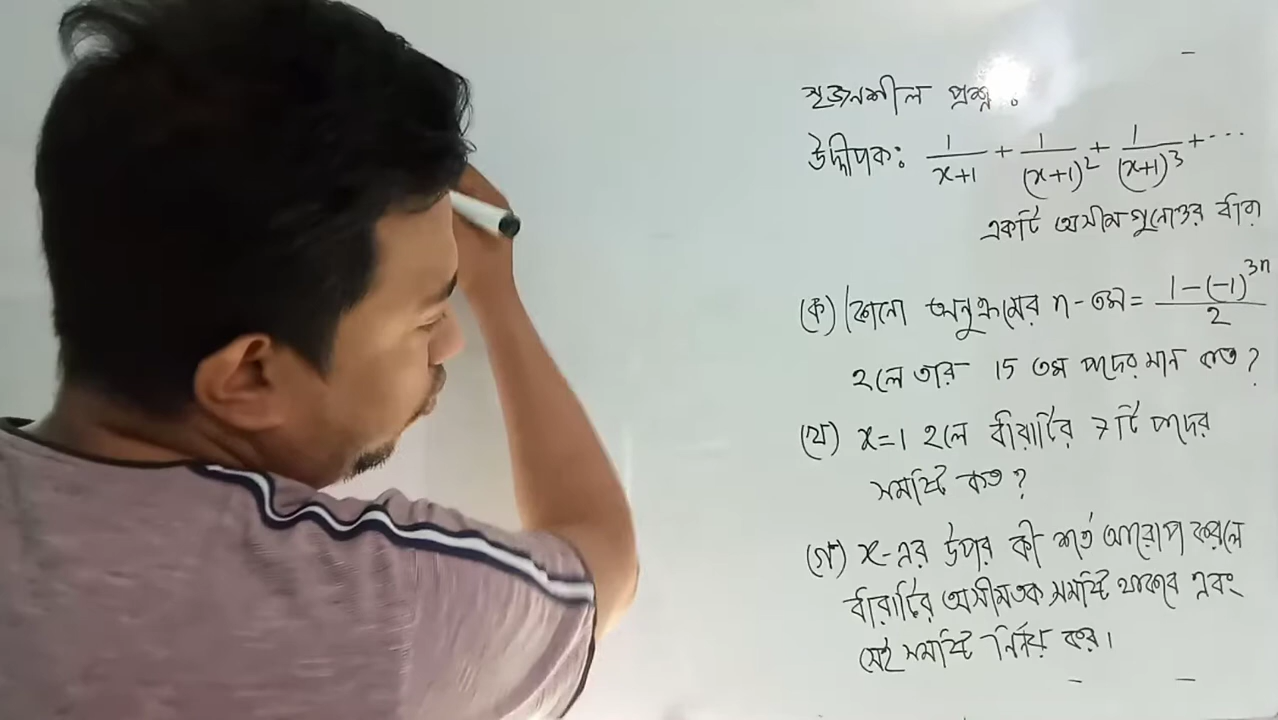 সৃজনশীল প্রশ্ন :
উদ্দীপক: 1/(x+1) + 1/(x+1)^2 + 1/(x+1)^3 + ...
একটি অসীম গুনোত্তর ধারা
(ক) কোনো অনুক্রমের n-তম = (1-(-1)^3n)/2
হলে তার 15 তম পদের মান কত?
(খ) x=1 হলে ধারাটির 7টি পদের
সমষ্টি কত?
(গ) x-এর উপর কী শর্ত আরোপ করলে
ধারাটির অসীমতক সমষ্টি থাকবে এবং
সেই সমষ্টি নির্ণয় কর।